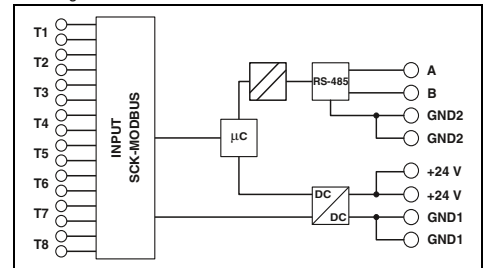 T1
T2
T3
T4
T5
T6
T7
T8
INPUT
SCK-MODBUS
µC
RS-485
DC
DC
A
B
GND2
GND2
+24 V
+24 V
GND1
GND1